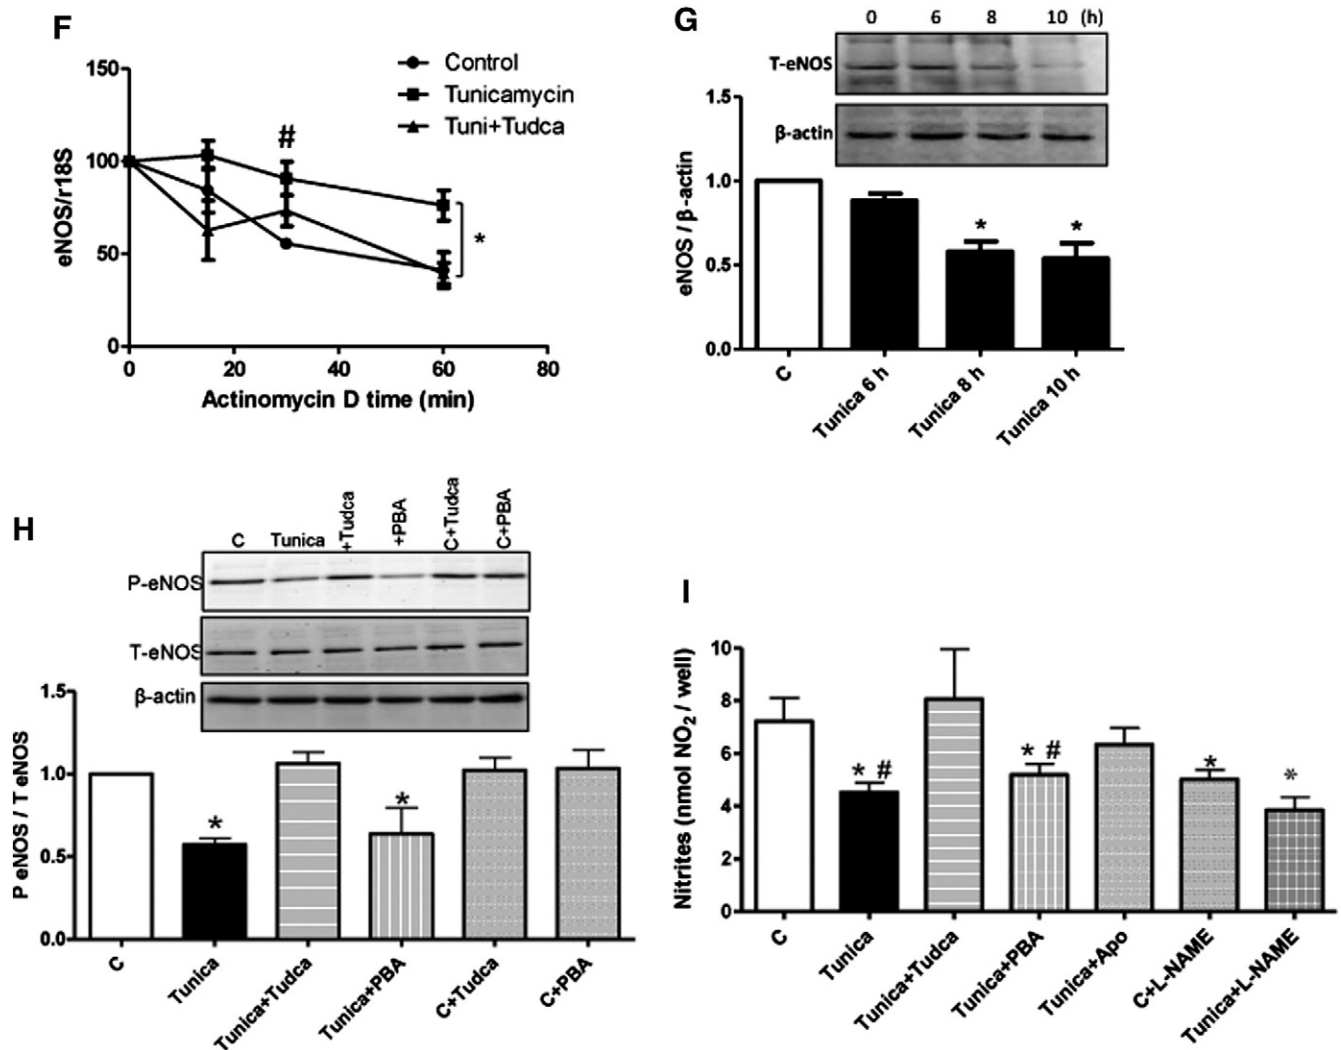 F
150
100
50
0
eNOS/r18S
0 20 40 60 80
Actinomycin D time (min)
Control
Tunicamycin
Tuni+Tudca
#
*
G
0 6 8 10 (h)
T-eNOS
β-actin
1.5
1.0
0.5
0.0
eNOS / β-actin
* *
C
Tunica 6 h
Tunica 8 h
Tunica 10 h
H
C Tunica +Tudca +PBA C+Tudca C+PBA
P-eNOS
T-eNOS
β-actin
1.5
1.0
0.5
0.0
P eNOS / T eNOS
* *
C
Tunica
Tunica+Tudca
Tunica+PBA
C+Tudca
C+PBA
I
10
8
6
4
2
0
Nitrites (nmol NO₂ / well)
* # * # * *
C
Tunica
Tunica+Tudca
Tunica+PBA
Tunica+Apo
C+L-NAME
Tunica+L-NAME